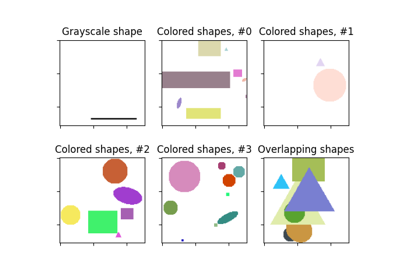 Grayscale shape
Colored shapes, #0
Colored shapes, #1
Colored shapes, #2
Colored shapes, #3
Overlapping shapes